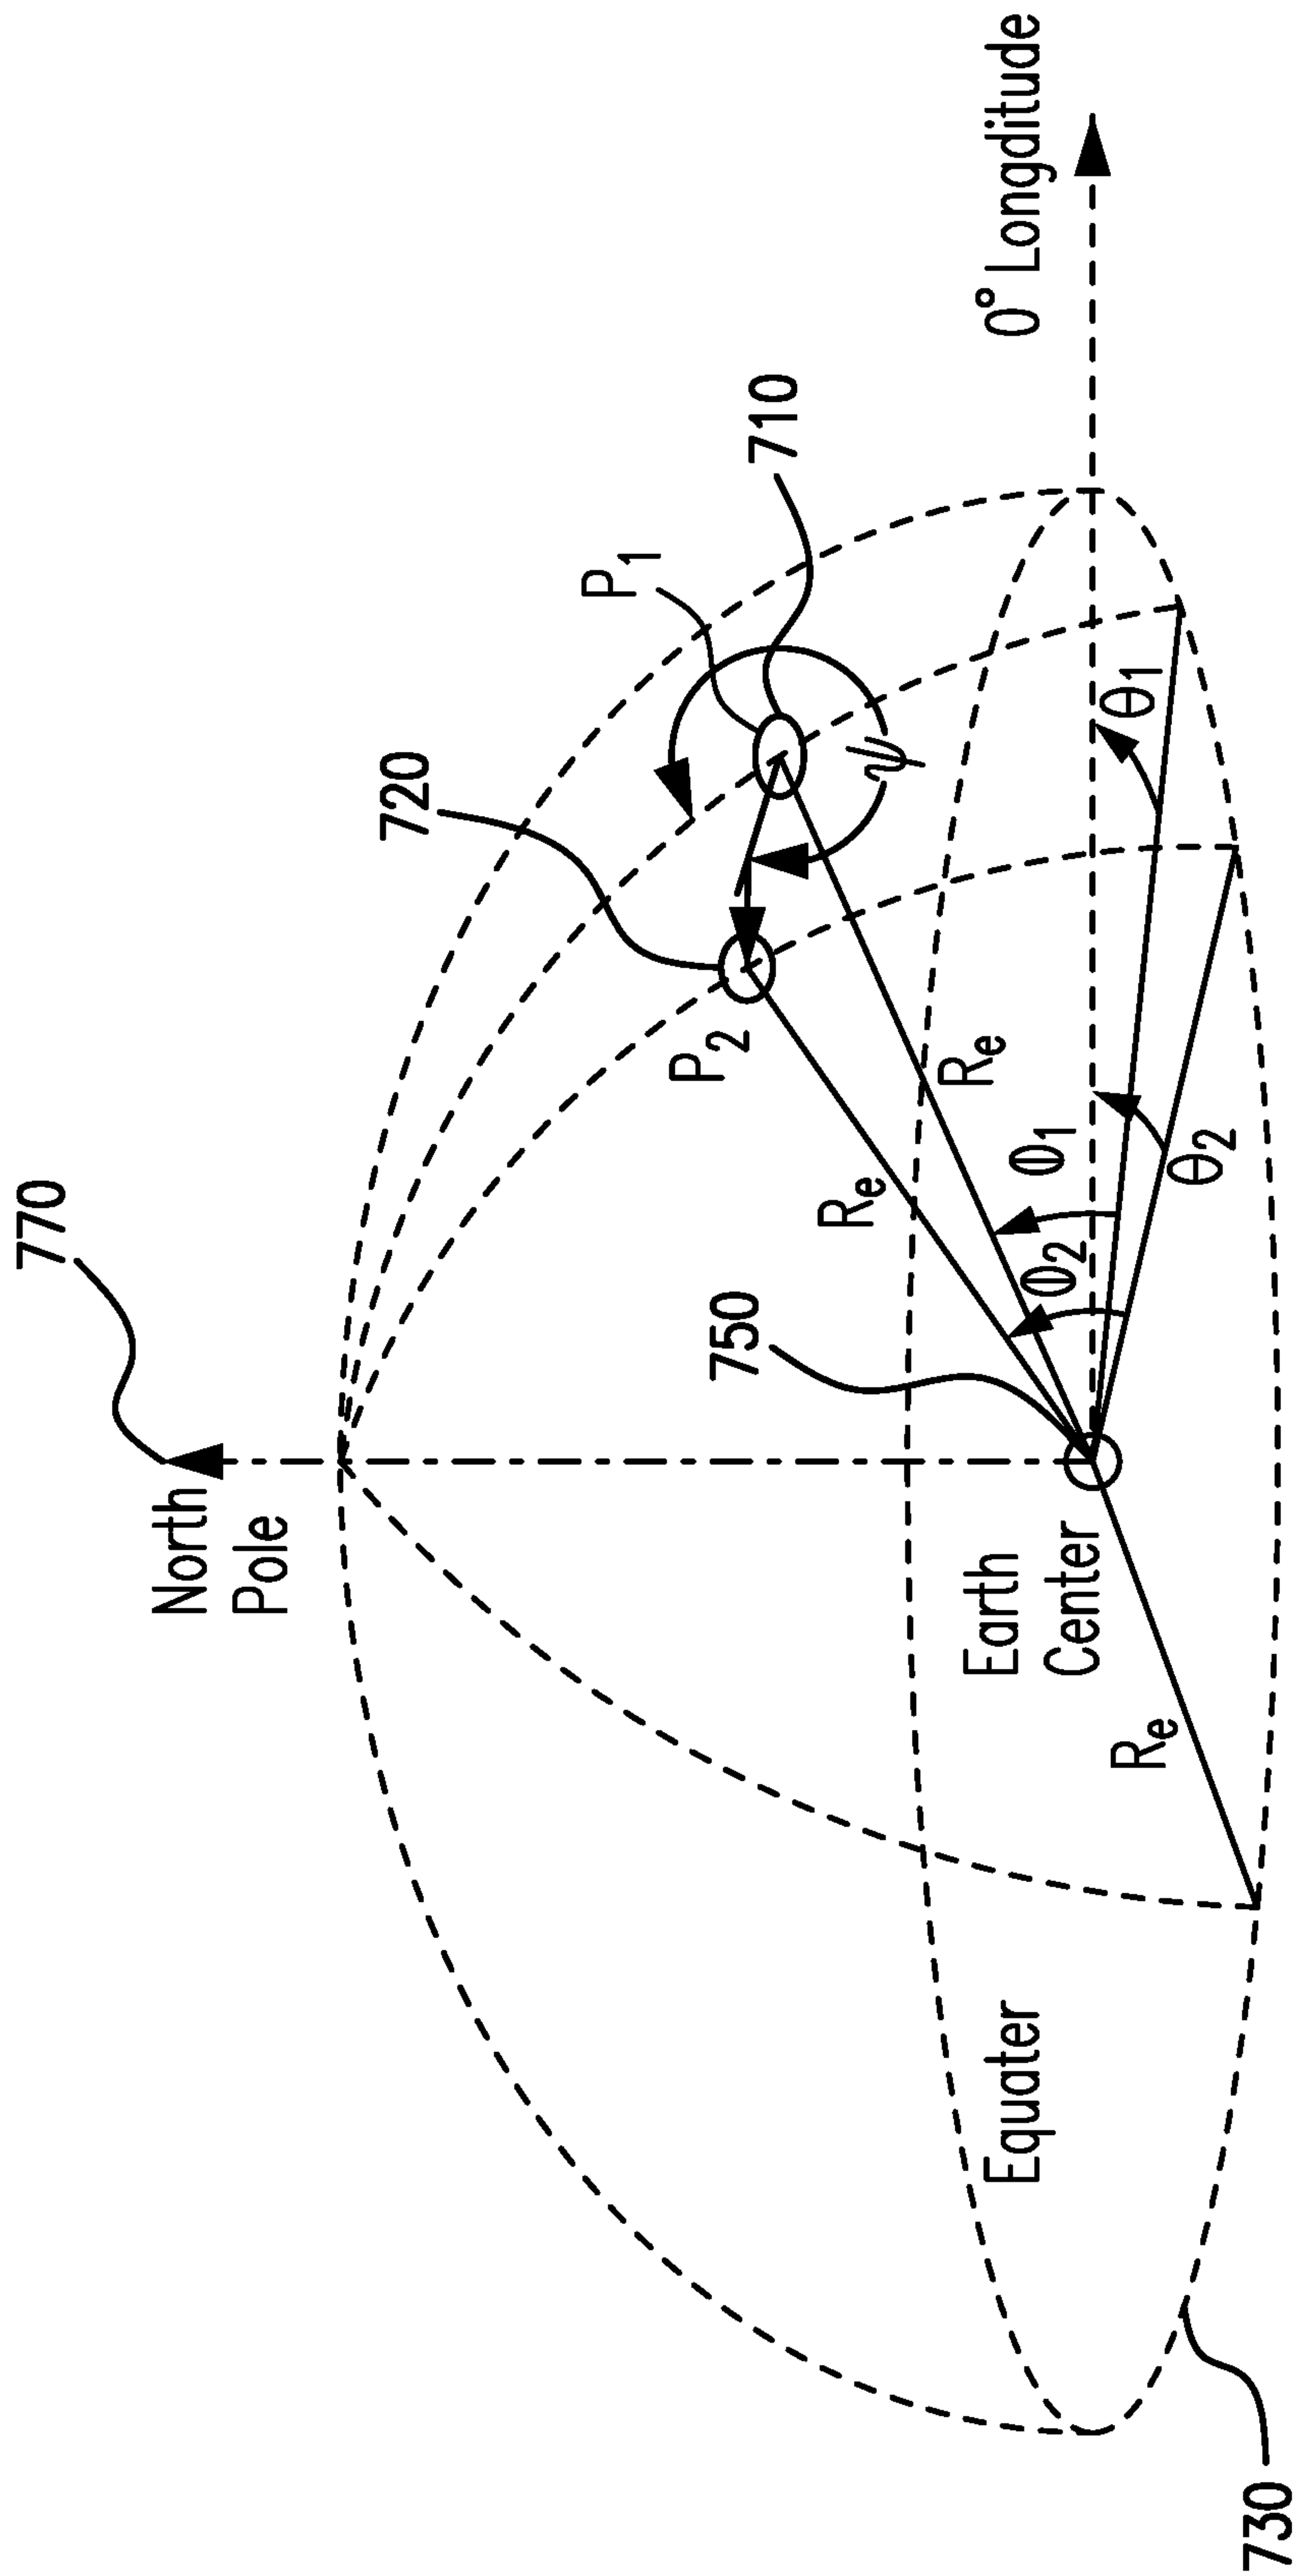 770
North
Pole
720
P1
710
P2
750
Re
Re
ψ
0° Longditude
Earth
Center
Φ1
Φ2
θ1
θ2
Re
Equater
730